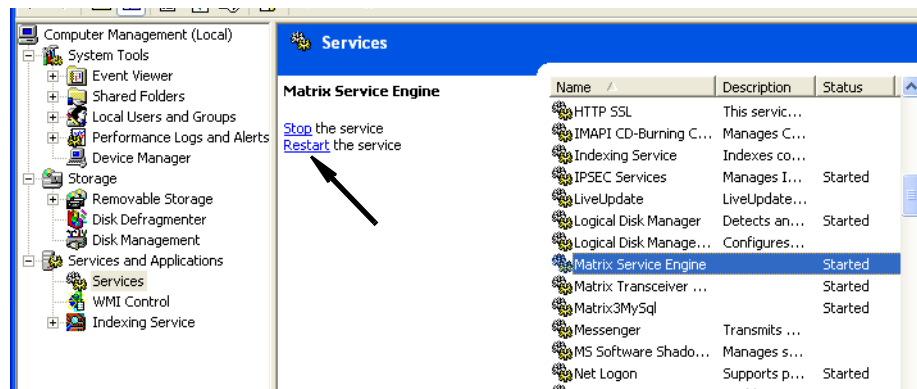 Computer Management (Local)
System Tools
Event Viewer
Shared Folders
Local Users and Groups
Performance Logs and Alerts
Device Manager
Storage
Removable Storage
Disk Defragmenter
Disk Management
Services and Applications
Services
WMI Control
Indexing Service
Services
Matrix Service Engine
Stop the service
Restart the service
Name Description Status
HTTP SSL This servic...
IMAPI CD-Burning C... Manages C...
Indexing Service Indexes co...
IPSEC Services Manages I... Started
LiveUpdate LiveUpdate...
Logical Disk Manager Detects an... Started
Logical Disk Manage... Configures...
Matrix Service Engine Started
Matrix Transceiver ... Started
Matrix3MySql Started
Messenger Transmits ...
MS Software Shado... Manages s...
Net Logon Supports p... Started